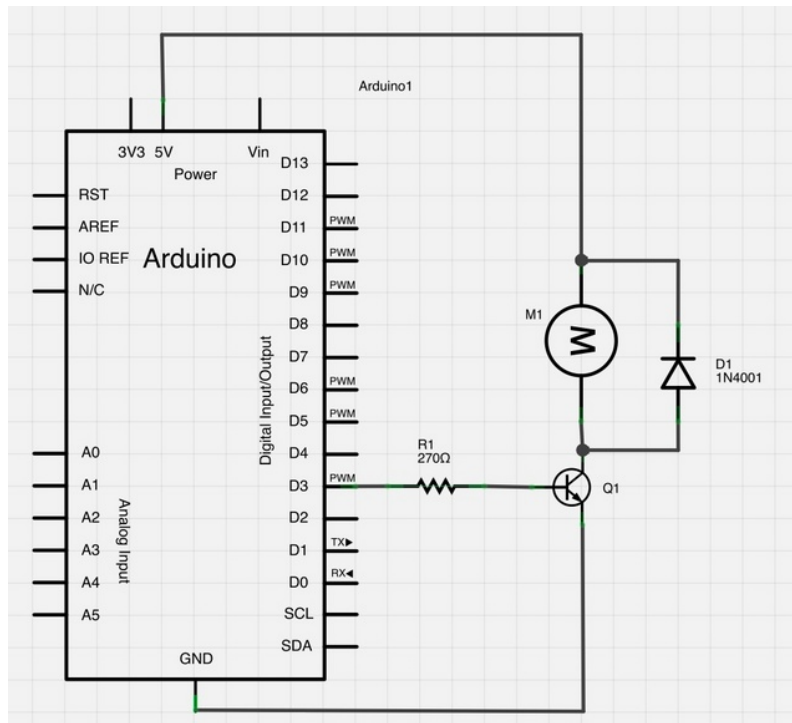 Arduino1
3V3 5V Vin
Power
Arduino
RST
AREF
IO REF
N/C
A0
A1
A2
A3
A4
A5
Analog Input
Digital Input/Output
D13
D12
D11 PWM
D10 PWM
D9 PWM
D8
D7
D6 PWM
D5 PWM
D4
D3 PWM
D2
D1 TX▶
D0 RX◀
SCL
SDA
GND
R1
270Ω
M1
M
D1
1N4001
Q1